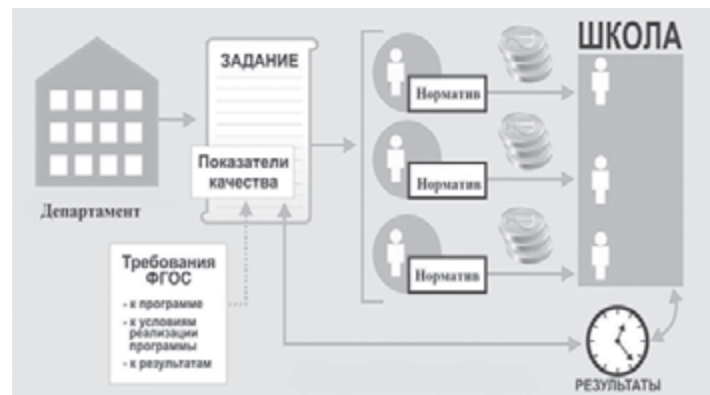 ШКОЛА
ЗАДАНИЕ
Норматив
Показатели
качества
Норматив
Департамент
Требования
ФГОС
- к программе
- к условиям
реализации
программы
- к результатам
Норматив
РЕЗУЛЬТАТЫ